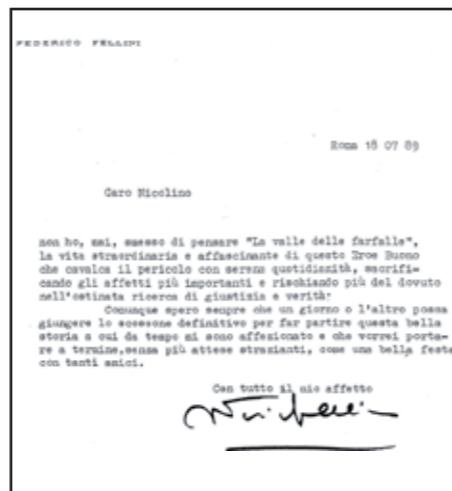 FEDERICO FELLINI
Roma 18 07 89
Caro Nicolino
non ho, mai, smesso di pensare "La valle delle farfalle",
la vita straordinaria e affascinante di questo Eroe Buono
che cavalca il pericolo con serena quotidianità, sacrifi-
cando gli affetti più importanti e rischiando più del dovuto
nell'ostinata ricerca di giustizia e verità.
Comunque spero sempre che un giorno o l'altro possa
giungere lo scossone definitivo per far partire questa bella
storia a cui da tempo mi sono affezionato e che vorrei porta-
re a termine, senza più attese strazianti, come una bella festa
con tanti amici.
Con tutto il mio affetto